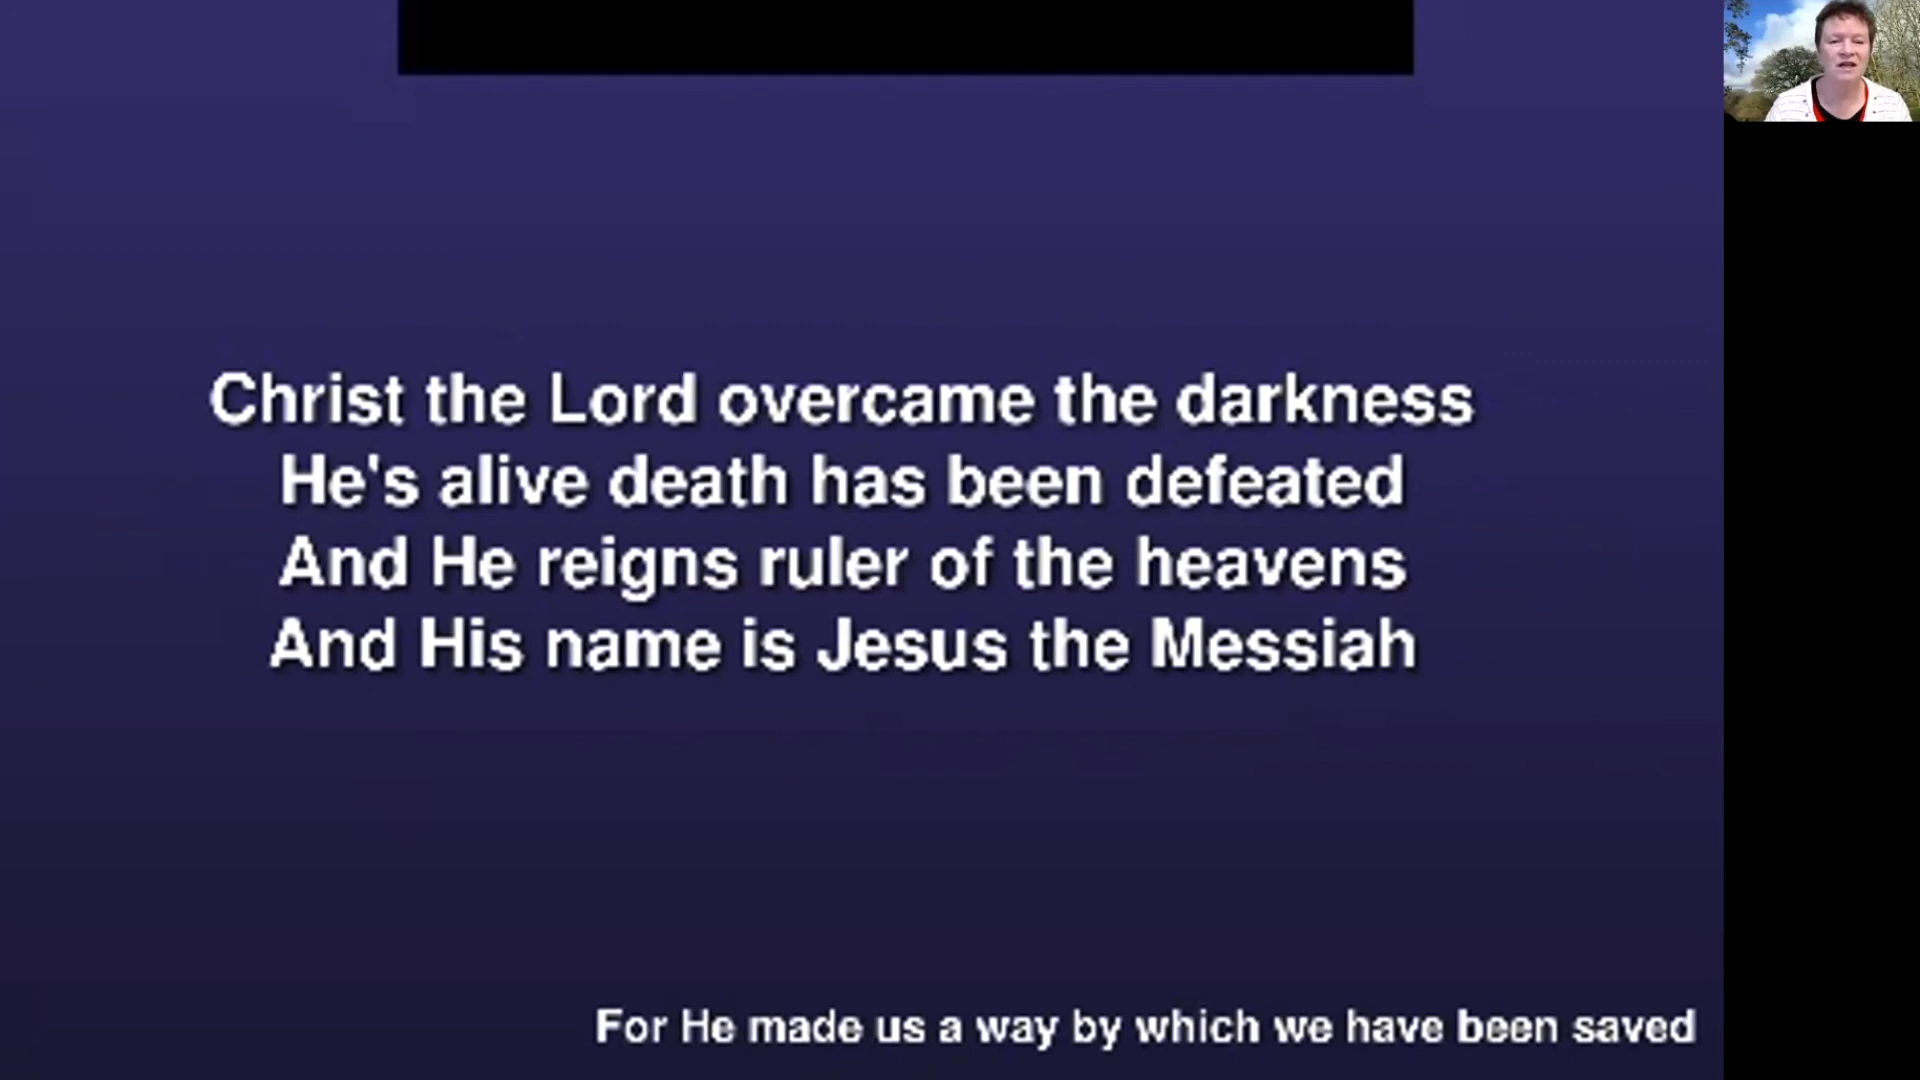 Christ the Lord overcame the darkness
He's alive death has been defeated
And He reigns ruler of the heavens
And His name is Jesus the Messiah
For He made us a way by which we have been saved